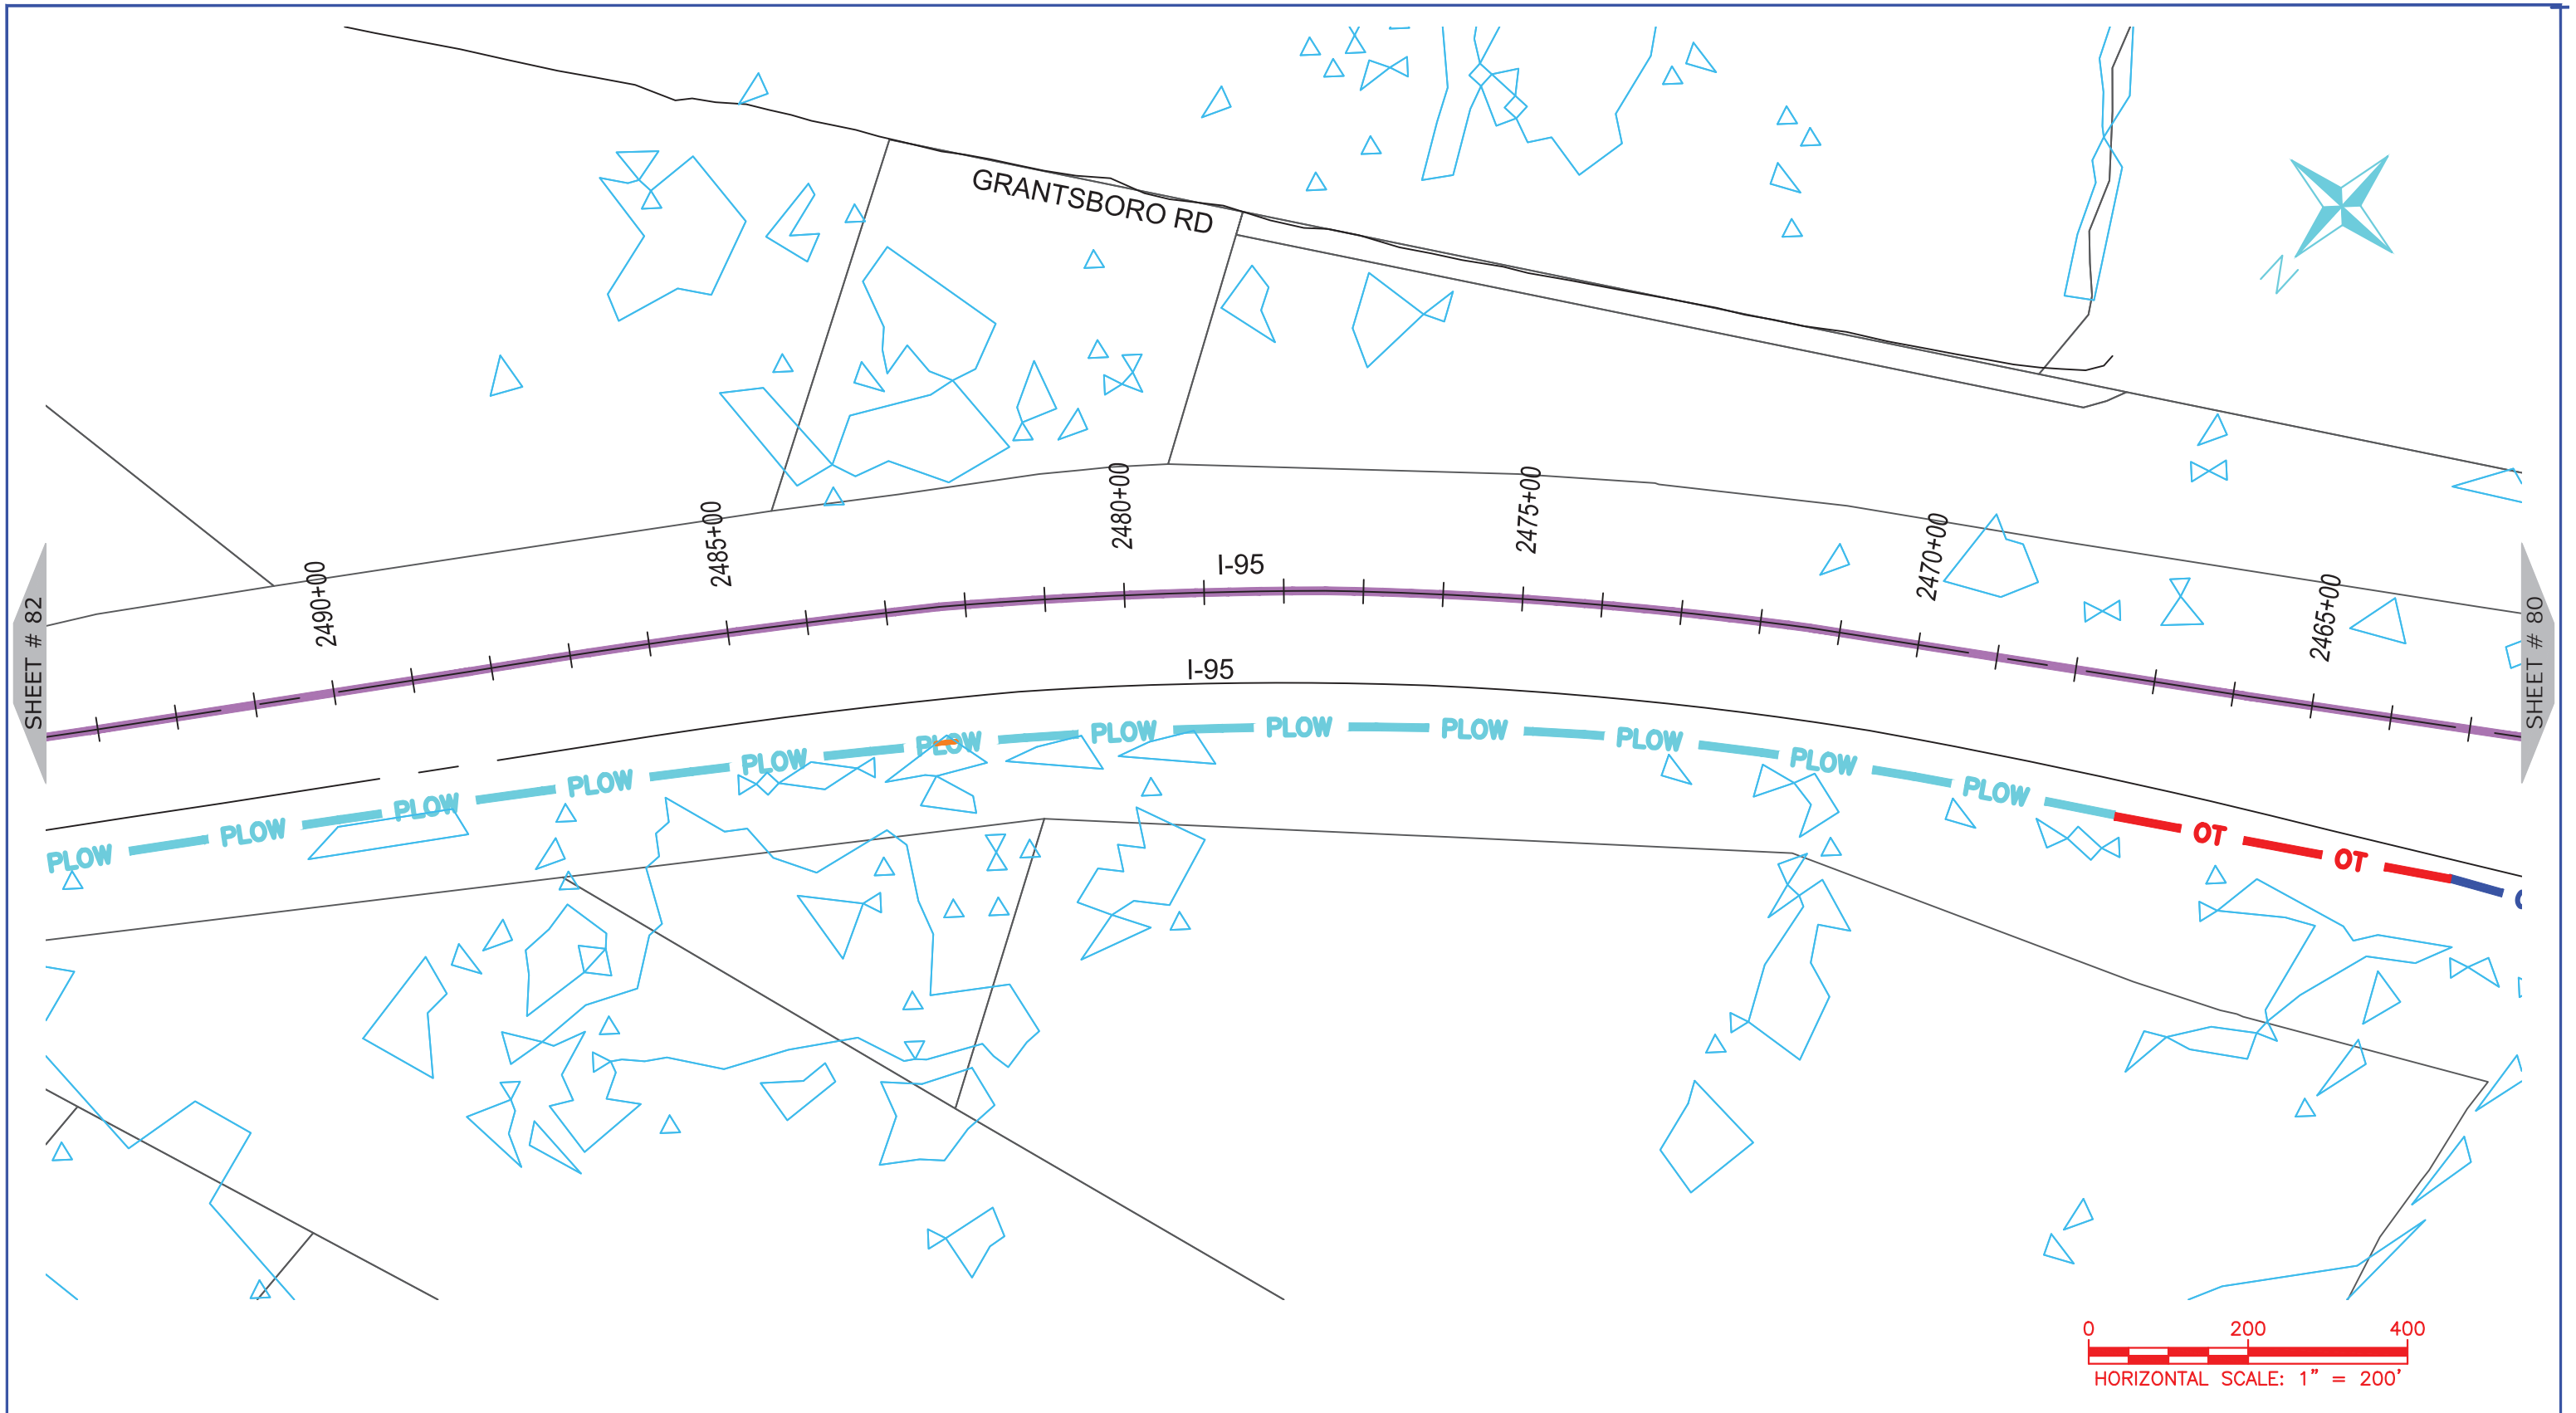 GRANTSBORO RD
N
2490+00
2485+00
2480+00
2475+00
2470+00
2465+00
I-95
I-95
SHEET # 82
SHEET # 80
PLOW
PLOW
PLOW
PLOW
PLOW
PLOW
PLOW
PLOW
PLOW
PLOW
PLOW
PLOW
OT
OT
0 200 400
HORIZONTAL SCALE: 1" = 200'